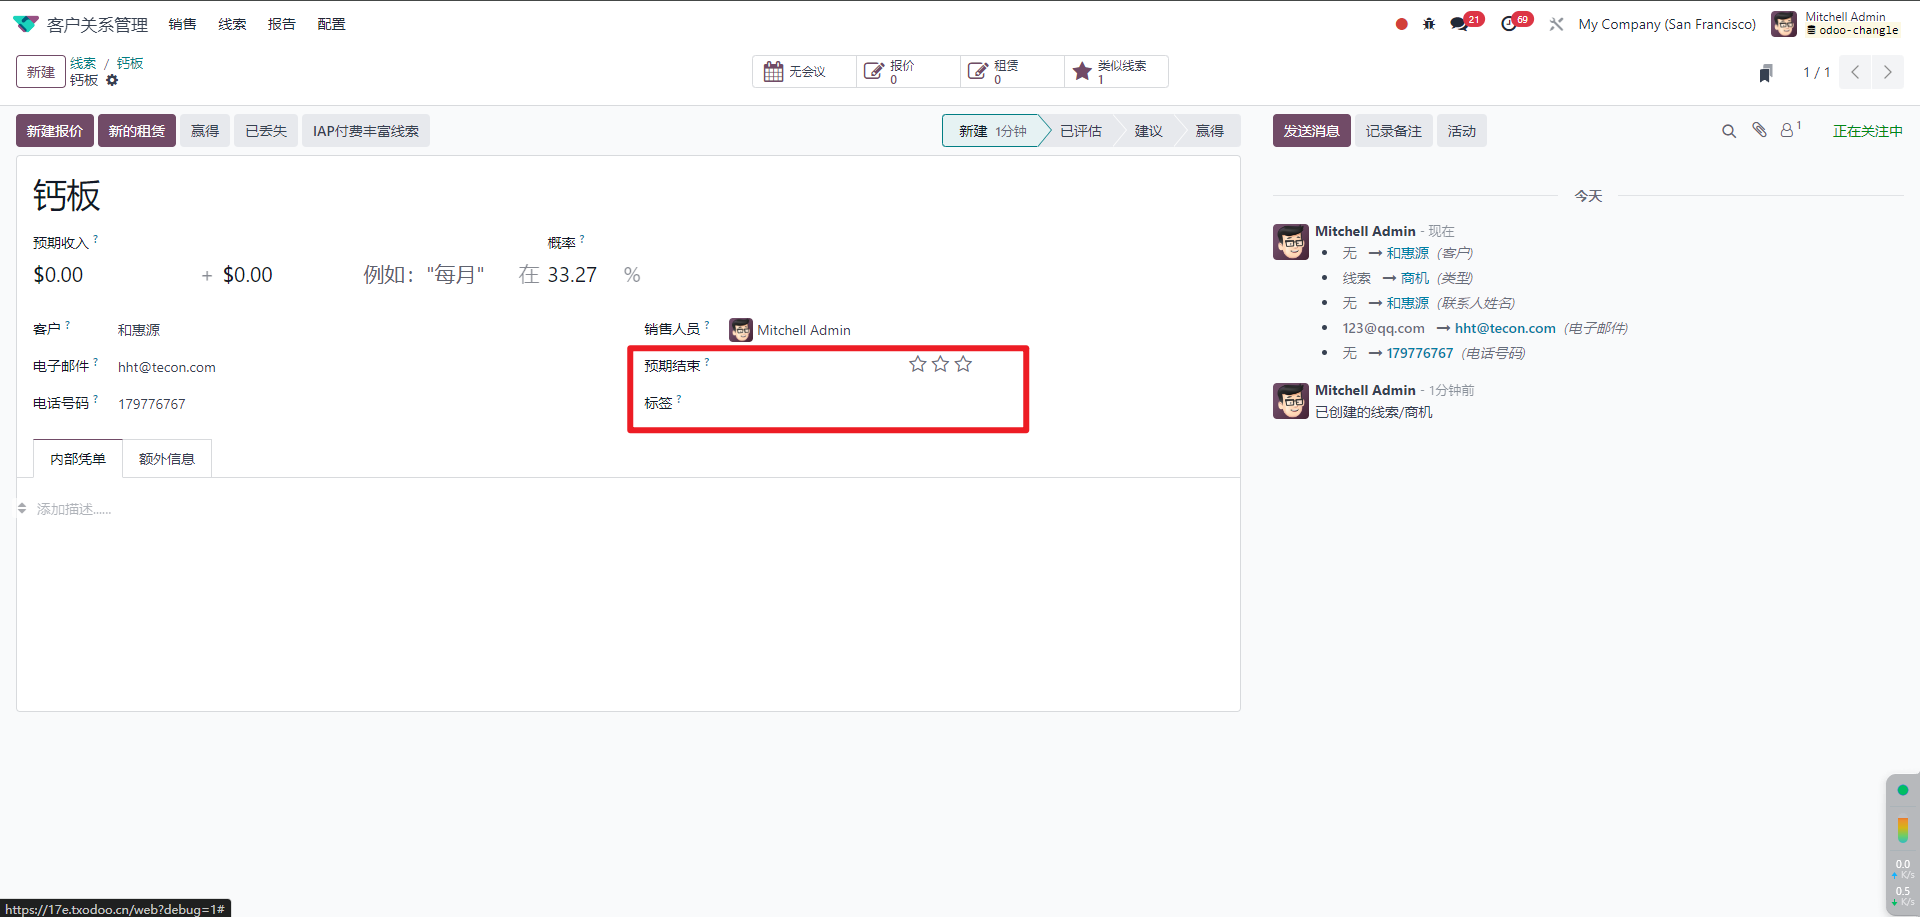 客户关系管理 销售 线索 报告 配置 21 69 My Company (San Francisco) Mitchell Admin
odoo-changle
新建 线索 / 钙板
钙板
无会议 报价 0 租赁 0 类似线索 1 1 / 1
新建报价 新的租赁 赢得 已丢失 IAP付费丰富线索 新建 1分钟 已评估 建议 赢得 发送消息 记录备注 活动 1 正在关注中
钙板
预期收入 ? 概率 ?
$0.00 + $0.00 例如："每月" 在 33.27 %
客户 ? 和惠源 销售人员 ? Mitchell Admin
电子邮件 ? hht@tecon.com 预期结束 ?
电话号码 ? 179776767 标签 ?
内部凭单 额外信息
添加描述......
今天
Mitchell Admin - 现在
• 无 → 和惠源 (客户)
• 线索 → 商机 (类型)
• 无 → 和惠源 (联系人姓名)
• 123@qq.com → hht@tecon.com (电子邮件)
• 无 → 179776767 (电话号码)
Mitchell Admin - 1分钟前
已创建的线索/商机
0.0
K/s
0.5
K/s
https://17e.txodoo.cn/web?debug=1#